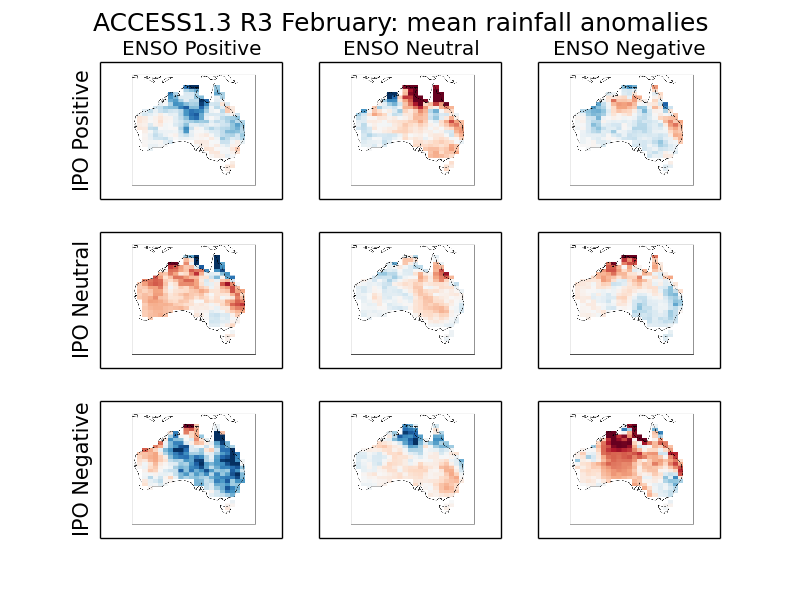 ACCESS1.3 R3 February: mean rainfall anomalies
ENSO Positive
ENSO Neutral
ENSO Negative
IPO Positive
IPO Neutral
IPO Negative